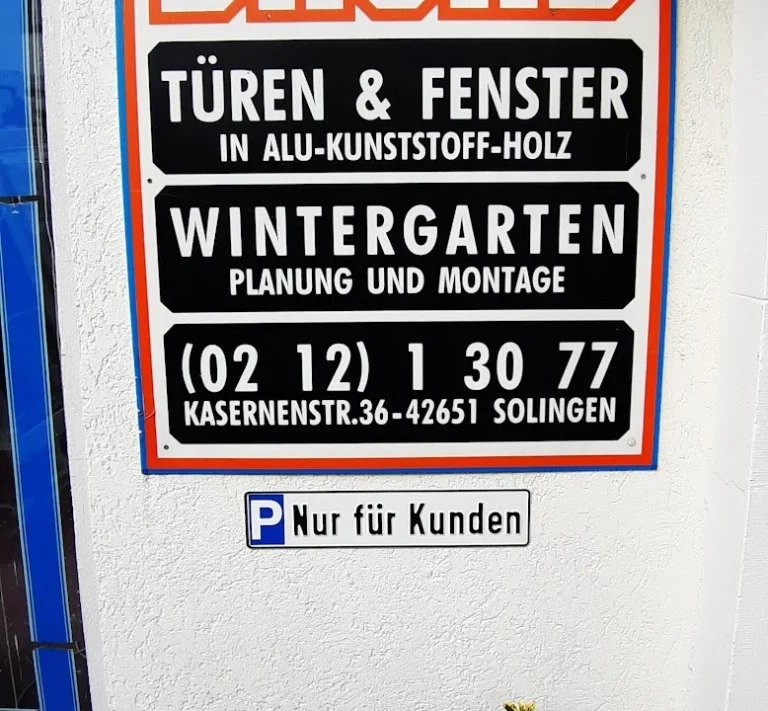 TÜREN & FENSTER
IN ALU-KUNSTSTOFF-HOLZ
WINTERGARTEN
PLANUNG UND MONTAGE
(02 12) 1 30 77
KASERNENSTR.36-42651 SOLINGEN
P Nur für Kunden